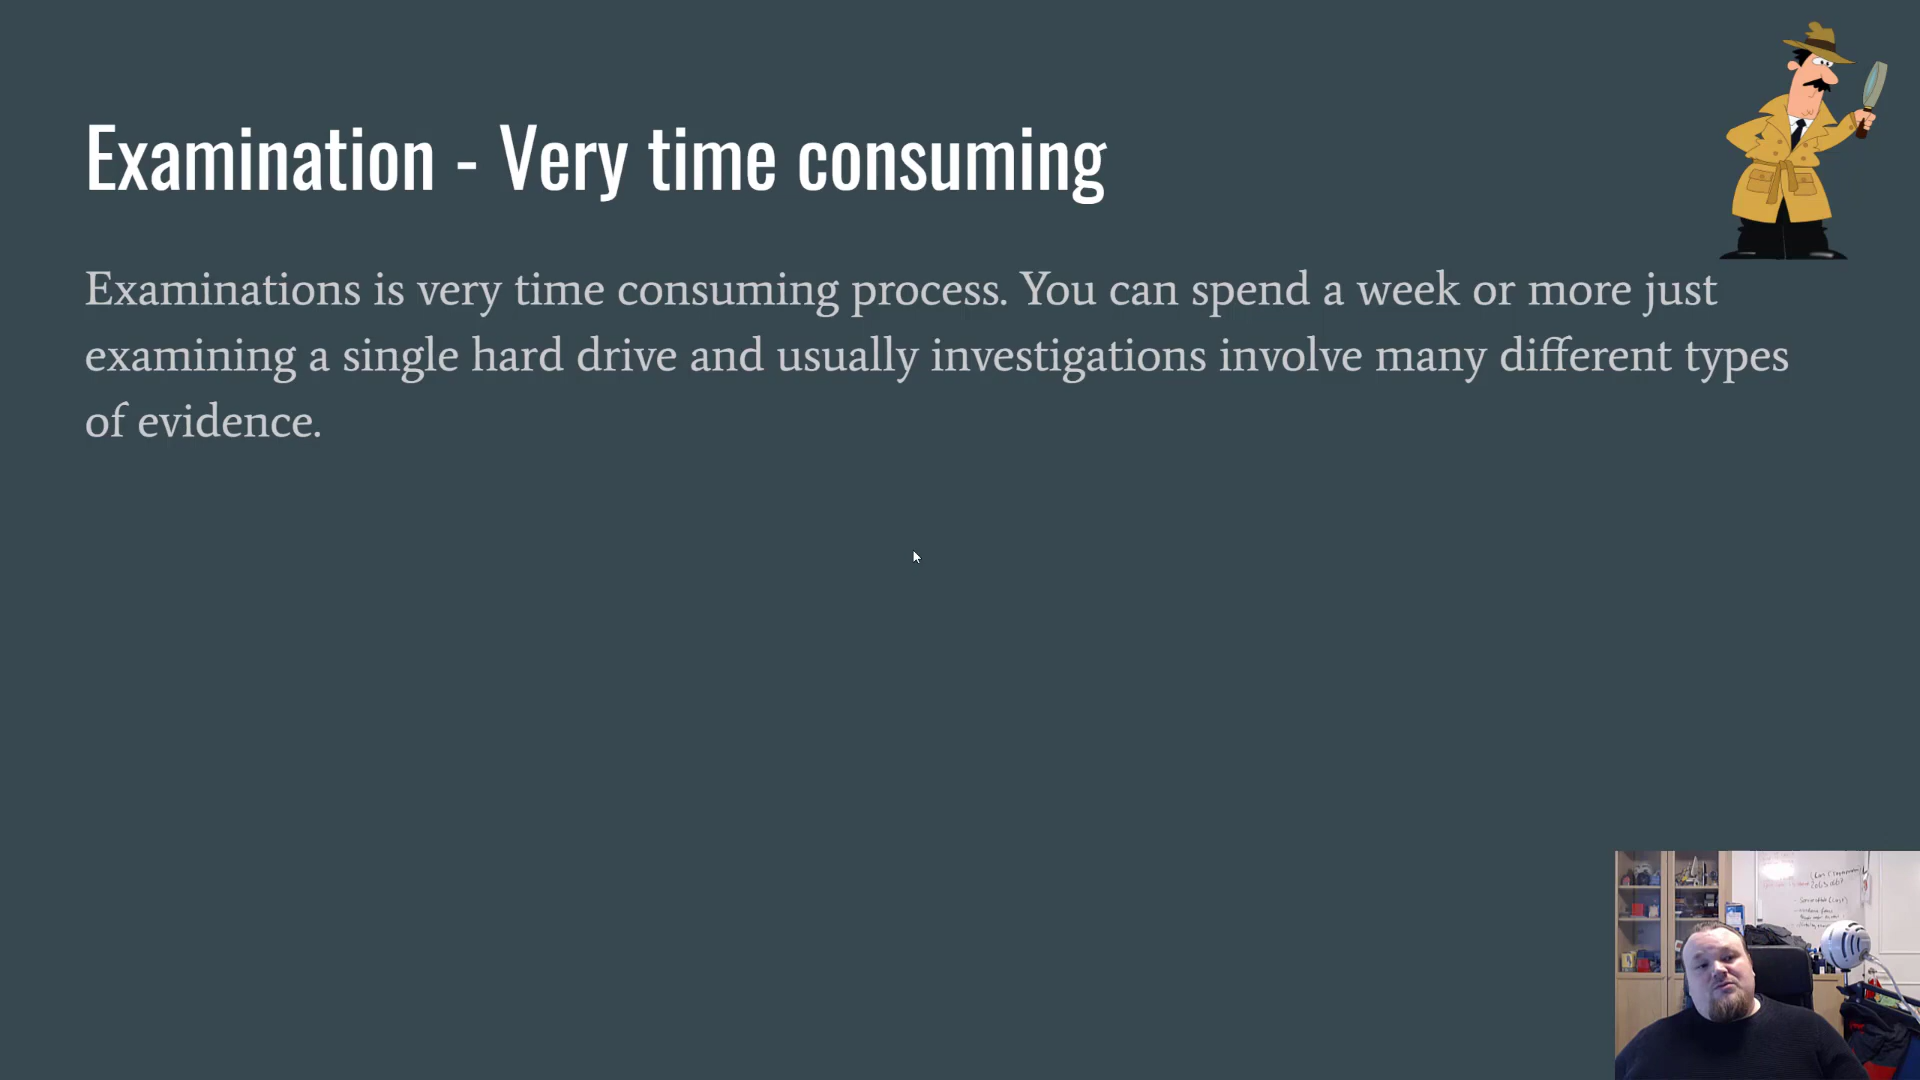 Examination - Very time consuming
Examinations is very time consuming process. You can spend a week or more just
examining a single hard drive and usually investigations involve many different types
of evidence.